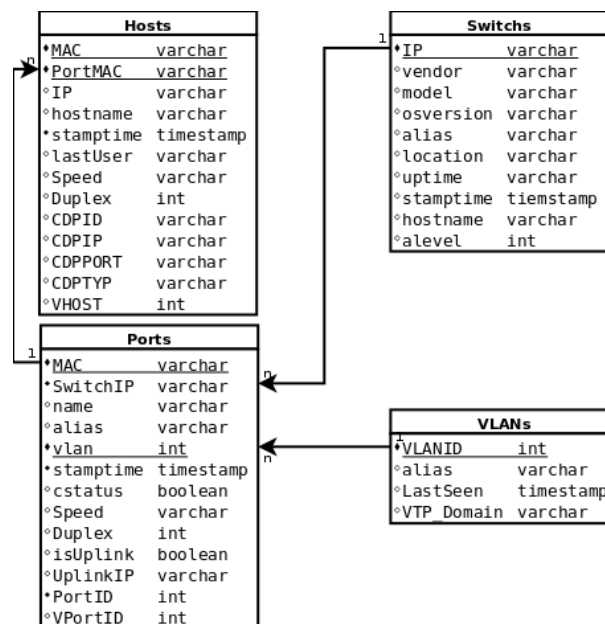 Hosts
MAC varchar
PortMAC varchar
IP varchar
hostname varchar
stamptime timestamp
lastUser varchar
Speed varchar
Duplex int
CDPID varchar
CDPIP varchar
CDPPORT varchar
CDPTYP varchar
VHOST int
n
1
Switchs
IP varchar
vendor varchar
model varchar
osversion varchar
alias varchar
location varchar
uptime varchar
stamptime tiemstamp
hostname varchar
alevel int
1
Ports
MAC varchar
SwitchIP varchar
name varchar
alias varchar
vlan int
stamptime timestamp
cstatus boolean
Speed varchar
Duplex int
isUplink boolean
UplinkIP varchar
PortID int
VPortID int
n
n
VLANs
1
VLANID int
alias varchar
LastSeen timestamp
VTP_Domain varchar